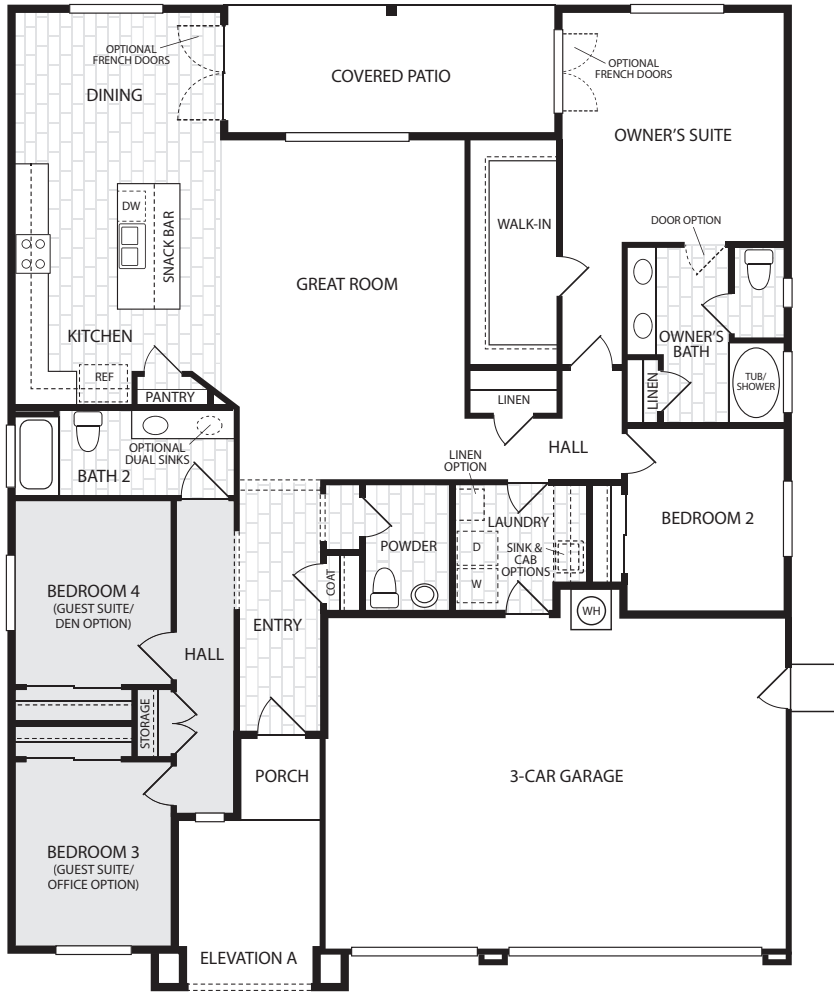 OPTIONAL
FRENCH DOORS
DINING
COVERED PATIO
OPTIONAL
FRENCH DOORS
OWNER'S SUITE
DW
SNACK BAR
WALK-IN
DOOR OPTION
GREAT ROOM
KITCHEN
OWNER'S
BATH
REF
PANTRY
LINEN
LINEN
TUB/
SHOWER
OPTIONAL
DUAL SINKS
BATH 2
HALL
LINEN
OPTION
LAUNDRY
BEDROOM 2
POWDER
D
SINK &
CAB
OPTIONS
W
COAT
WH
BEDROOM 4
(GUEST SUITE/
DEN OPTION)
ENTRY
HALL
STORAGE
PORCH
3-CAR GARAGE
BEDROOM 3
(GUEST SUITE/
OFFICE OPTION)
ELEVATION A